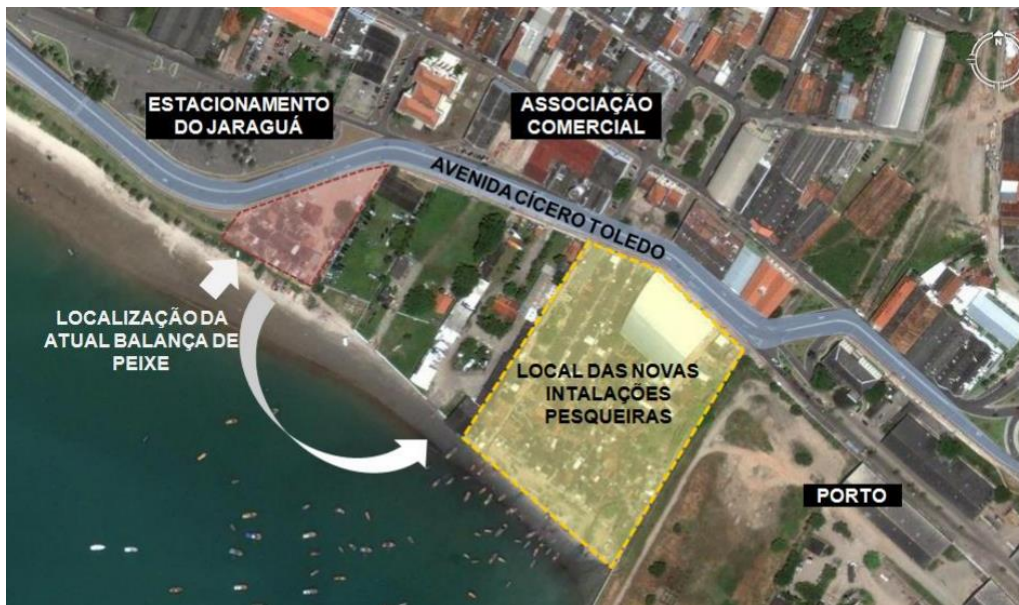 N
ESTACIONAMENTO
DO JARAGUÁ
ASSOCIAÇÃO
COMERCIAL
AVENIDA CÍCERO TOLEDO
LOCALIZAÇÃO DA
ATUAL BALANÇA DE
PEIXE
LOCAL DAS NOVAS
INTALAÇÕES
PESQUEIRAS
PORTO